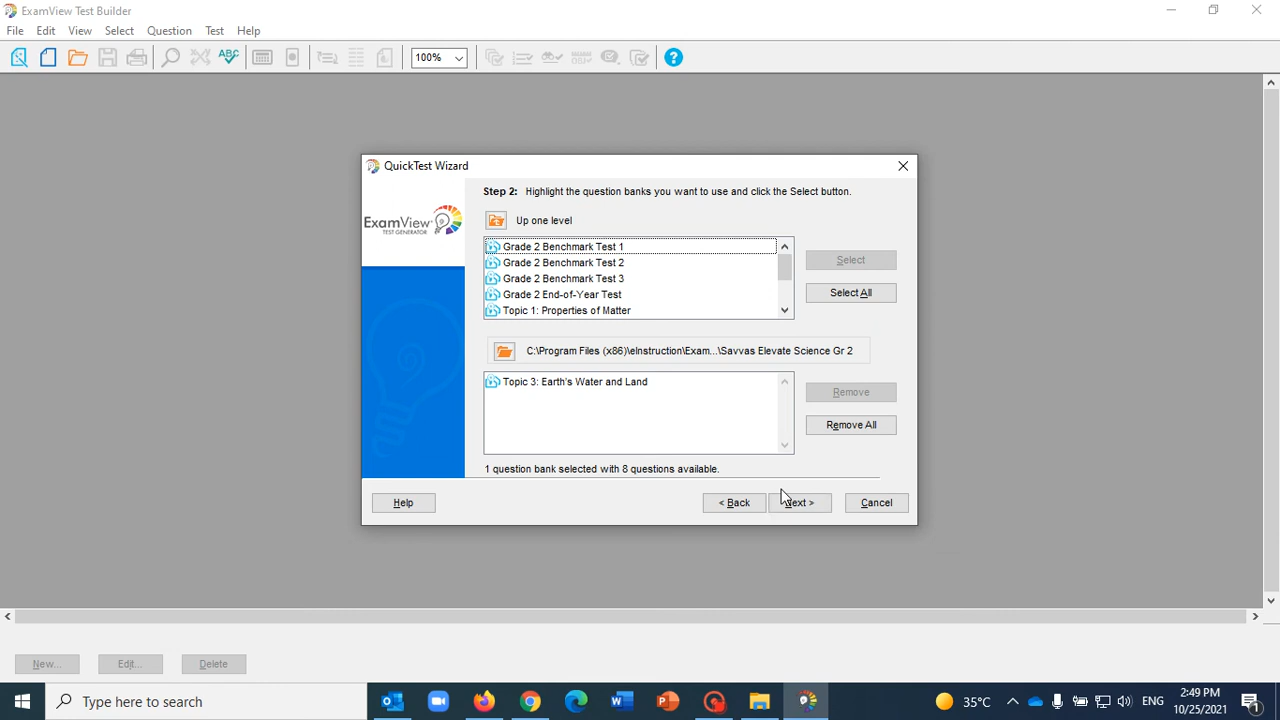 ExamView Test Builder
File Edit View Select Question Test Help
ABC 100% ?
QuickTest Wizard
ExamView
TEST GENERATOR
Step 2: Highlight the question banks you want to use and click the Select button.
Up one level
Grade 2 Benchmark Test 1
Grade 2 Benchmark Test 2
Grade 2 Benchmark Test 3
Grade 2 End-of-Year Test
Topic 1: Properties of Matter
Select
Select All
C:\Program Files (x86)\eInstruction\Exam...\Savvas Elevate Science Gr 2
Topic 3: Earth's Water and Land
Remove
Remove All
1 question bank selected with 8 questions available.
Help < Back Next > Cancel
New... Edit... Delete
Type here to search
35°C ENG
2:49 PM
10/25/2021
1